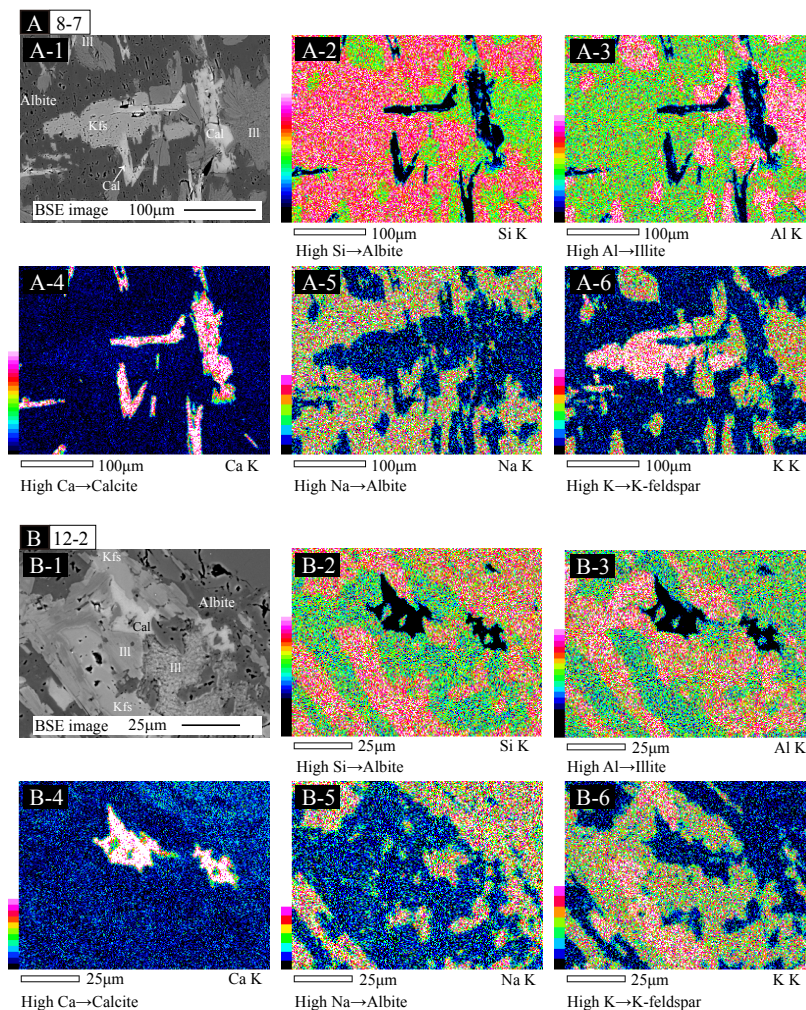 A 8-7
A-1
Ill
Albite
Kfs
Cal
Ill
Cal
BSE image 100μm
A-2
100μm Si K
High Si→Albite
A-3
100μm Al K
High Al→Illite
A-4
100μm Ca K
High Ca→Calcite
A-5
100μm Na K
High Na→Albite
A-6
100μm K K
High K→K-feldspar
B 12-2
B-1
Kfs
Albite
Cal
Ill
Ill
Kfs
BSE image 25μm
B-2
25μm Si K
High Si→Albite
B-3
25μm Al K
High Al→Illite
B-4
25μm Ca K
High Ca→Calcite
B-5
25μm Na K
High Na→Albite
B-6
25μm K K
High K→K-feldspar